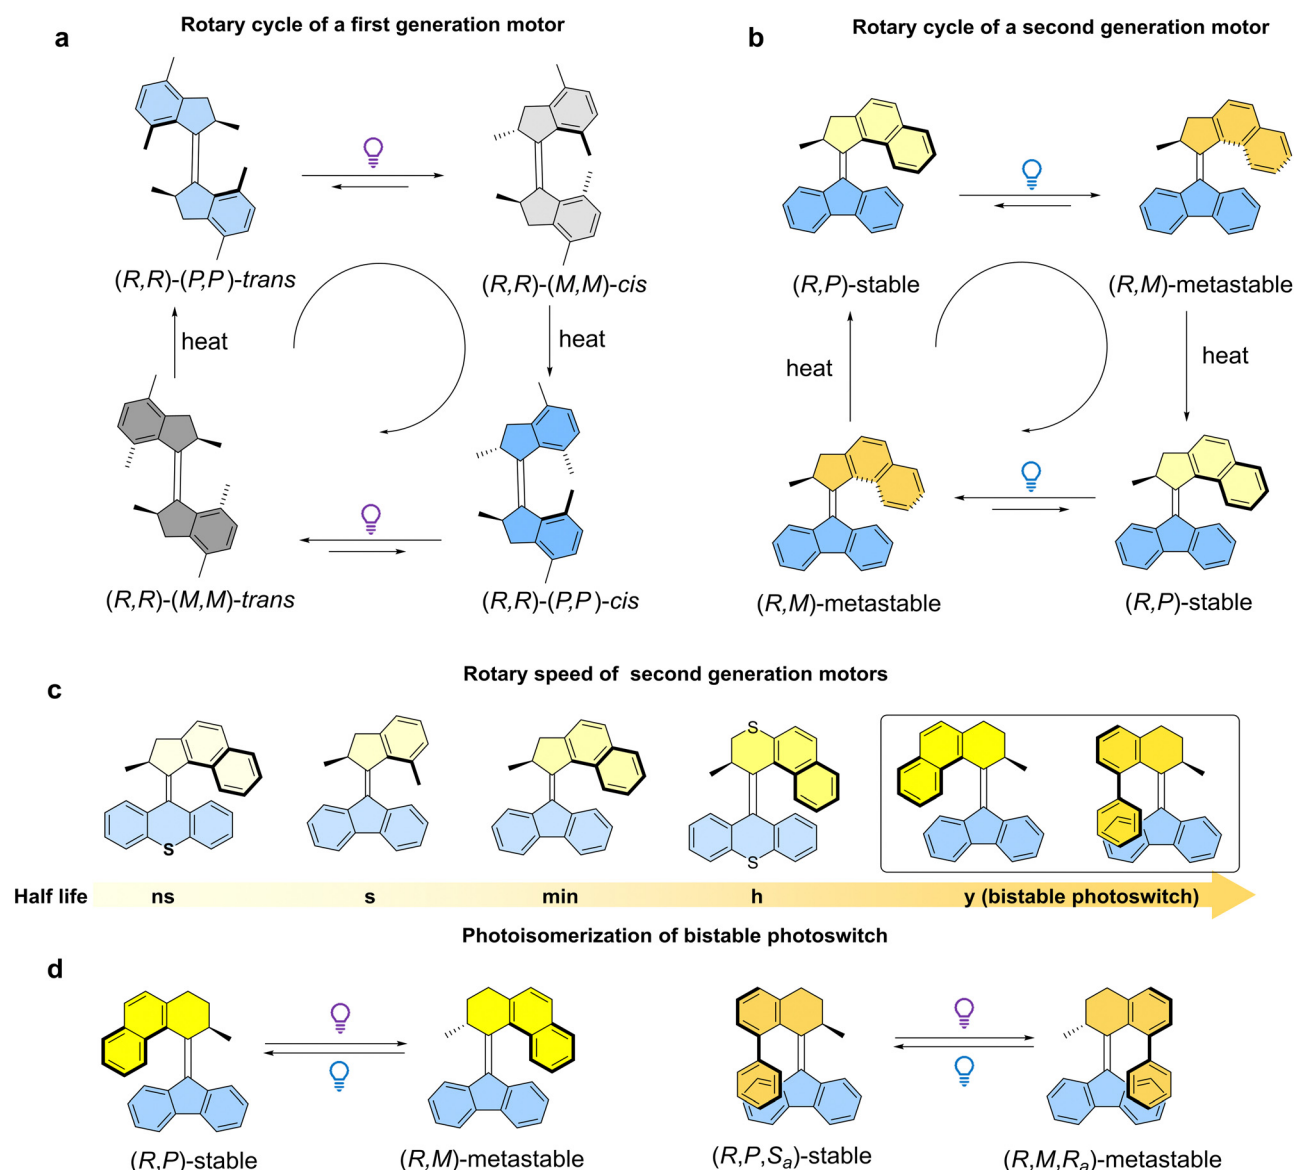 a
Rotary cycle of a first generation motor
(R,R)-(P,P)-trans
(R,R)-(M,M)-cis
heat
heat
(R,R)-(M,M)-trans
(R,R)-(P,P)-cis
b
Rotary cycle of a second generation motor
(R,P)-stable
(R,M)-metastable
heat
heat
(R,M)-metastable
(R,P)-stable
c
Rotary speed of second generation motors
S
S
S
Half life ns s min h y (bistable photoswitch)
Photoisomerization of bistable photoswitch
d
(R,P)-stable
(R,M)-metastable
(R,P,Sa)-stable
(R,M,Ra)-metastable